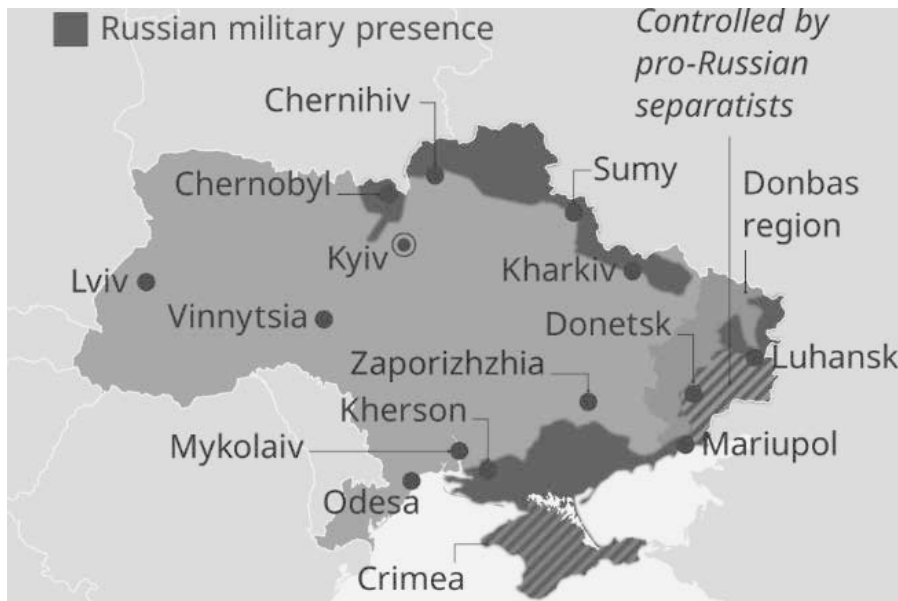 Russian military presence
Controlled by
pro-Russian
separatists
Chernihiv
Chernobyl
Sumy
Donbas
region
Kyiv
Kharkiv
Lviv
Vinnytsia
Donetsk
Zaporizhzhia
Luhansk
Kherson
Mykolaiv
Mariupol
Odesa
Crimea